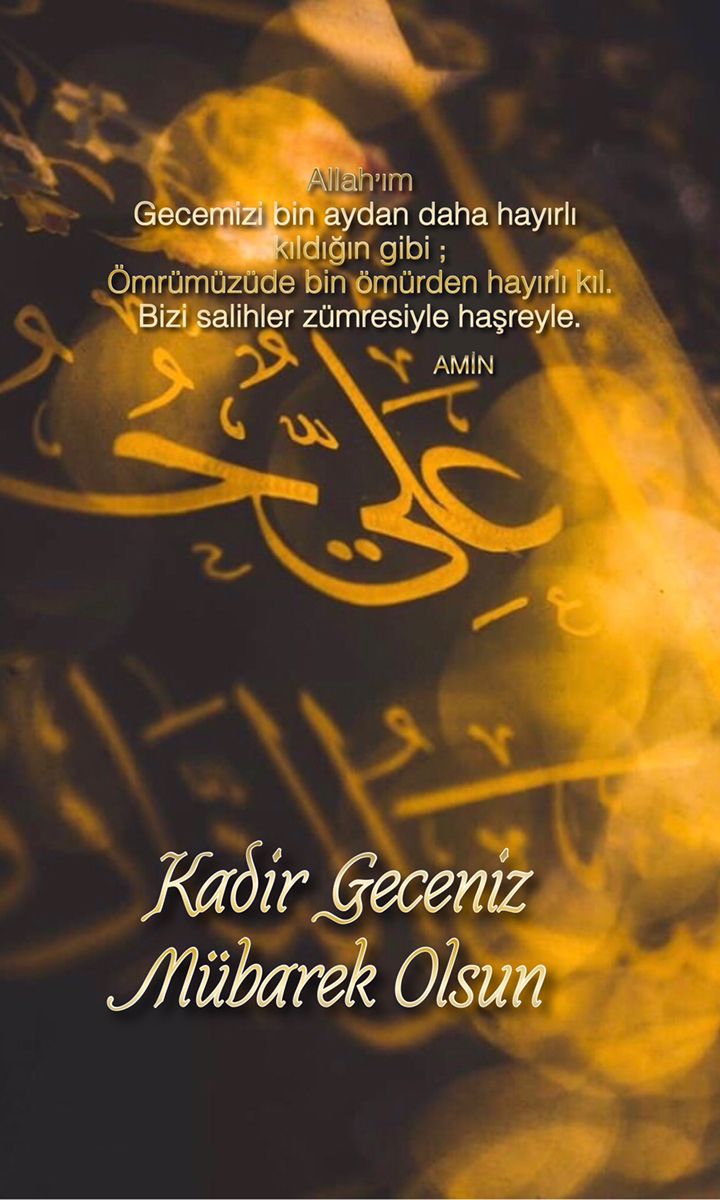 Allah'ım
Gecemizi bin aydan daha hayırlı
kıldığın gibi ;
Ömrümüzüde bin ömürden hayırlı kıl.
Bizi salihler zümresiyle haşreyle.
AMİN
عَلِيٌّ
Kadir Geceniz
Mübarek Olsun